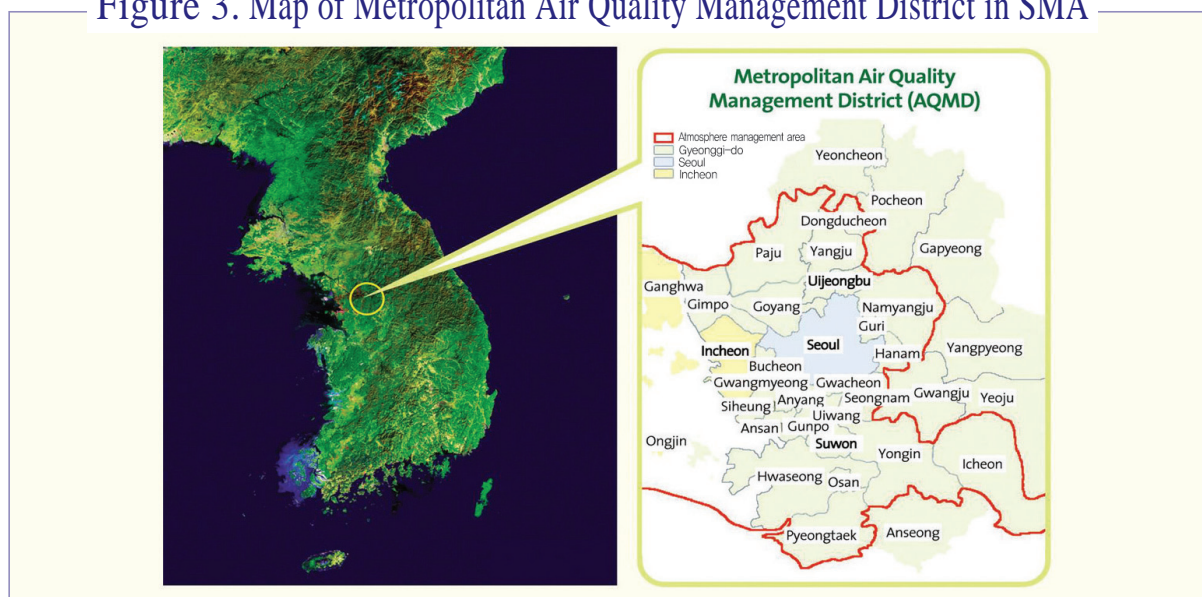 Figure 3. Map of Metropolitan Air Quality Management District in SMA
Metropolitan Air Quality
Management District (AQMD)
Atmosphere management area
Gyeonggi-do
Seoul
Incheon
Yeoncheon
Pocheon
Dongducheon
Gapyeong
Paju
Yangju
Uijeongbu
Ganghwa
Gimpo
Goyang
Namyangju
Guri
Incheon
Seoul
Hanam
Yangpyeong
Bucheon
Gwangmyeong
Gwacheon
Siheung
Anyang
Seongnam
Gwangju
Yeoju
Uiwang
Ansan
Gunpo
Ongjin
Suwon
Yongin
Icheon
Hwaseong
Osan
Pyeongtaek
Anseong